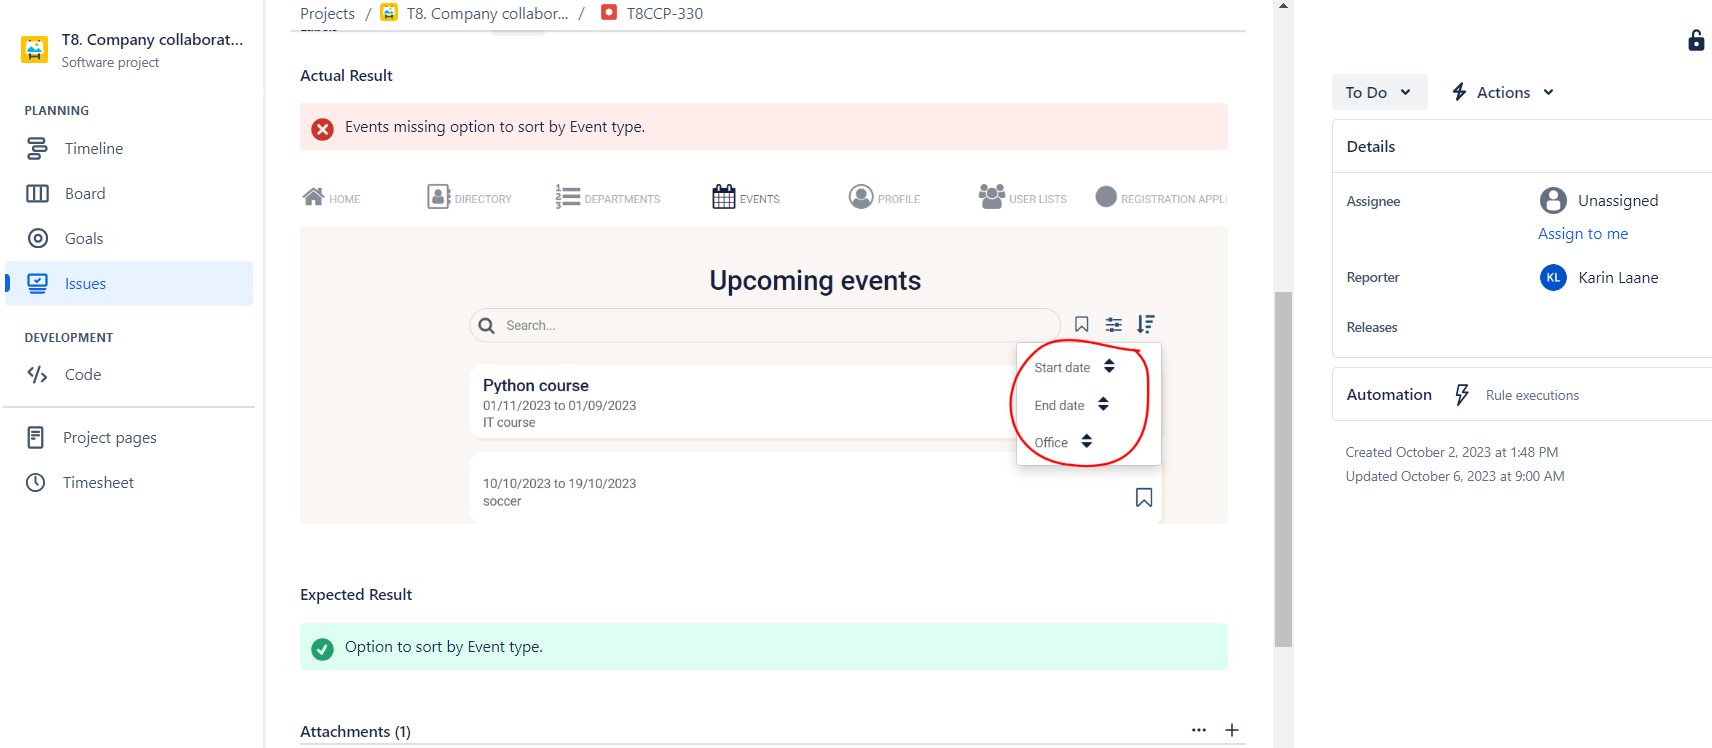 Projects / T8. Company collabor... / T8CCP-330
T8. Company collaborat...
Software project
PLANNING
Timeline
Board
Goals
Issues
DEVELOPMENT
Code
Project pages
Timesheet
Labels
Actual Result
Events missing option to sort by Event type.
HOME
DIRECTORY
1
2
3
DEPARTMENTS
EVENTS
PROFILE
USER LISTS
REGISTRATION APPLI
Upcoming events
Search...
Start date
End date
Office
Python course
01/11/2023 to 01/09/2023
IT course
10/10/2023 to 19/10/2023
soccer
Expected Result
Option to sort by Event type.
Attachments (1)
To Do
Actions
Details
Assignee
Unassigned
Assign to me
Reporter
KL
Karin Laane
Releases
Automation
Rule executions
Created October 2, 2023 at 1:48 PM
Updated October 6, 2023 at 9:00 AM